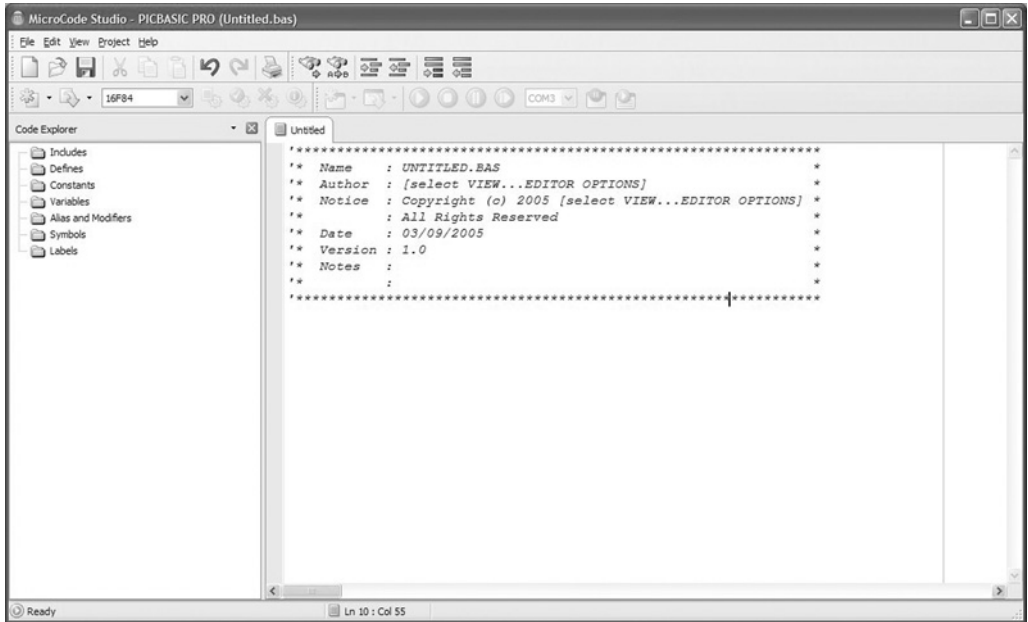 MicroCode Studio - PICBASIC PRO (Untitled.bas)
File Edit View Project Help
16F84
COM3
Code Explorer
Includes
Defines
Constants
Variables
Alias and Modifiers
Symbols
Labels
Untitled
'****************************************************************
'*  Name    : UNTITLED.BAS                                      *
'*  Author  : [select VIEW...EDITOR OPTIONS]                    *
'*  Notice  : Copyright (c) 2005 [select VIEW...EDITOR OPTIONS] *
'*          : All Rights Reserved                               *
'*  Date    : 03/09/2005                                        *
'*  Version : 1.0                                               *
'*  Notes   :                                                   *
'*          :                                                   *
'****************************************************************
Ready
Ln 10 : Col 55